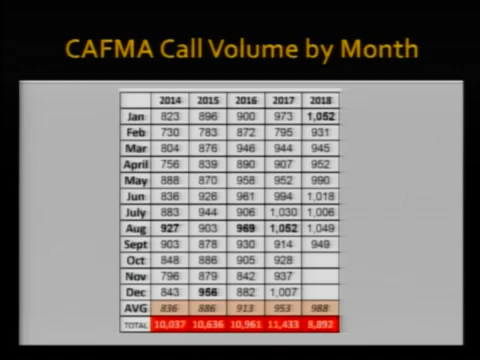 CAFMA Call Volume by Month
2014 2015 2016 2017 2018
Jan 823 896 900 973 1,052
Feb 730 783 872 795 931
Mar 804 876 946 944 945
April 756 839 890 907 952
May 888 870 958 952 990
Jun 836 926 961 994 1,018
July 883 944 906 1,030 1,006
Aug 927 903 969 1,052 1,049
Sept 903 878 930 914 949
Oct 848 886 905 928
Nov 796 879 842 937
Dec 843 956 882 1,007
AVG 836 886 913 953 988
TOTAL 10,037 10,636 10,961 11,433 8,892